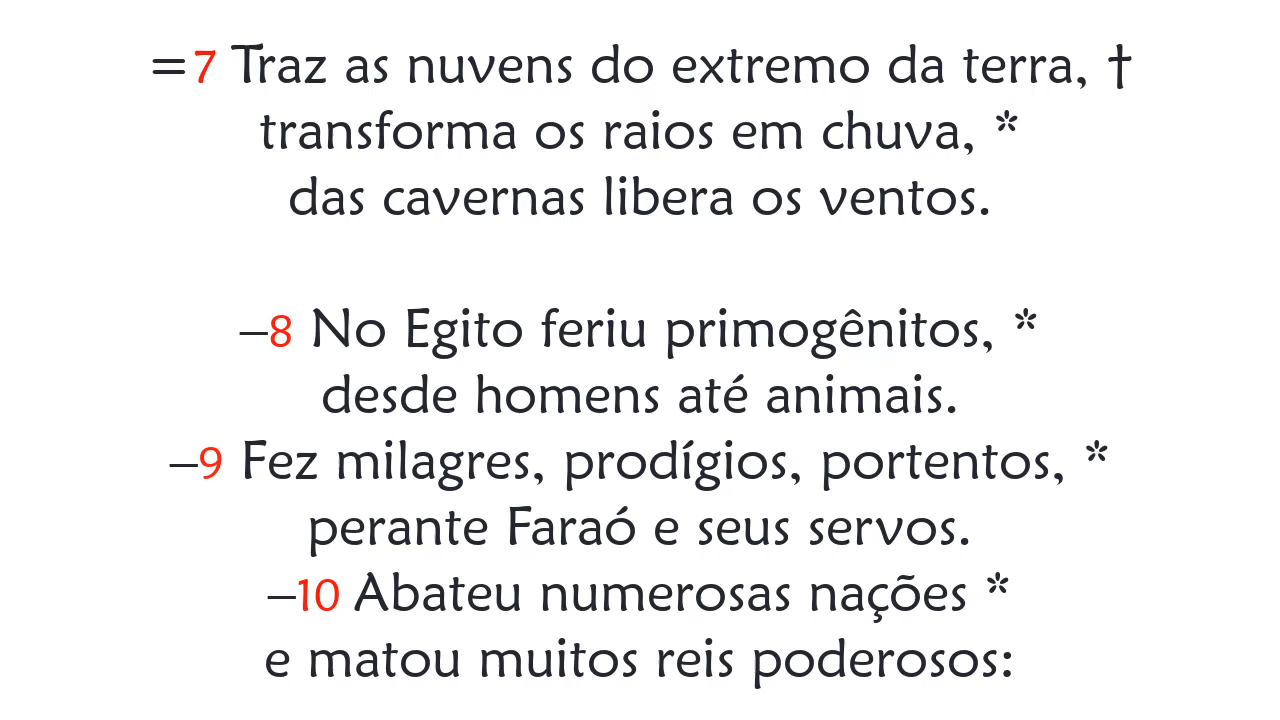 =7 Traz as nuvens do extremo da terra, †
transforma os raios em chuva, *
das cavernas libera os ventos.
–8 No Egito feriu primogênitos, *
desde homens até animais.
–9 Fez milagres, prodígios, portentos, *
perante Faraó e seus servos.
–10 Abateu numerosas nações *
e matou muitos reis poderosos: